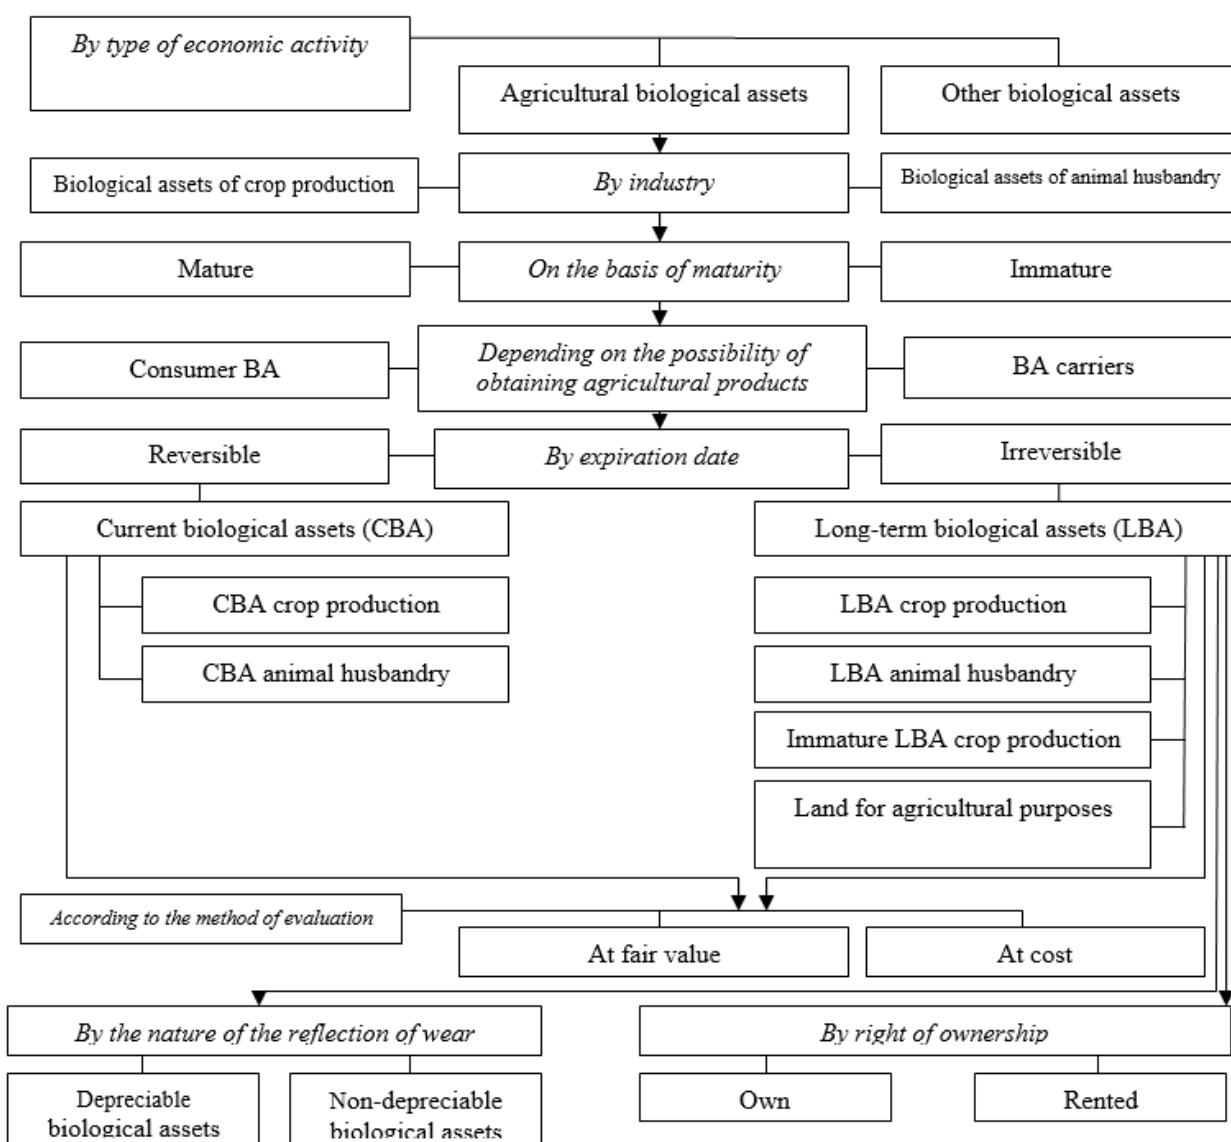 By type of economic activity
Agricultural biological assets
Other biological assets
Biological assets of crop production
By industry
Biological assets of animal husbandry
Mature
On the basis of maturity
Immature
Consumer BA
Depending on the possibility of
obtaining agricultural products
BA carriers
Reversible
By expiration date
Irreversible
Current biological assets (CBA)
Long-term biological assets (LBA)
CBA crop production
LBA crop production
CBA animal husbandry
LBA animal husbandry
Immature LBA crop production
Land for agricultural purposes
According to the method of evaluation
At fair value
At cost
By the nature of the reflection of wear
By right of ownership
Depreciable
biological assets
Non-depreciable
biological assets
Own
Rented